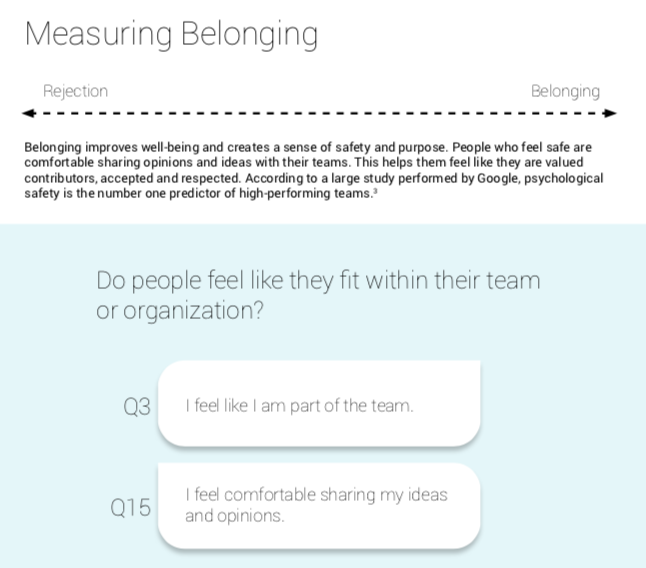 Measuring Belonging
Rejection
Belonging
Belonging improves well-being and creates a sense of safety and purpose. People who feel safe are
comfortable sharing opinions and ideas with their teams. This helps them feel like they are valued
contributors, accepted and respected. According to a large study performed by Google, psychological
safety is the number one predictor of high-performing teams.³
Do people feel like they fit within their team
or organization?
Q3
I feel like I am part of the team.
Q15
I feel comfortable sharing my ideas
and opinions.